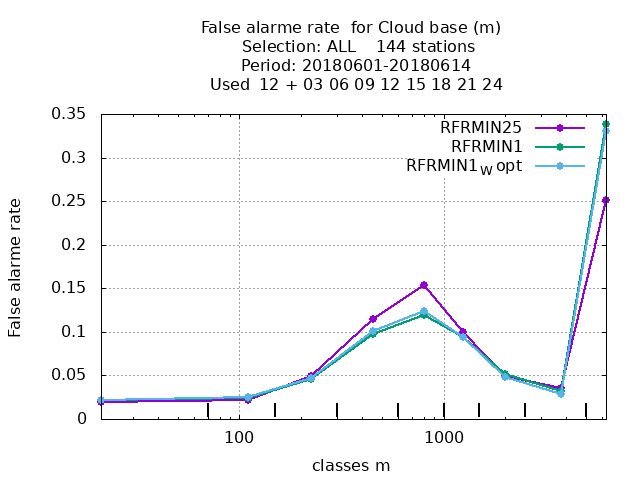 False alarme rate  for Cloud base (m)
Selection: ALL    144 stations
Period: 20180601-20180614
Used  12 + 03 06 09 12 15 18 21 24
RFRMIN25
RFRMIN1
RFRMIN1W opt
0.35
0.3
0.25
0.2
0.15
0.1
0.05
0
False alarme rate
100
1000
classes m